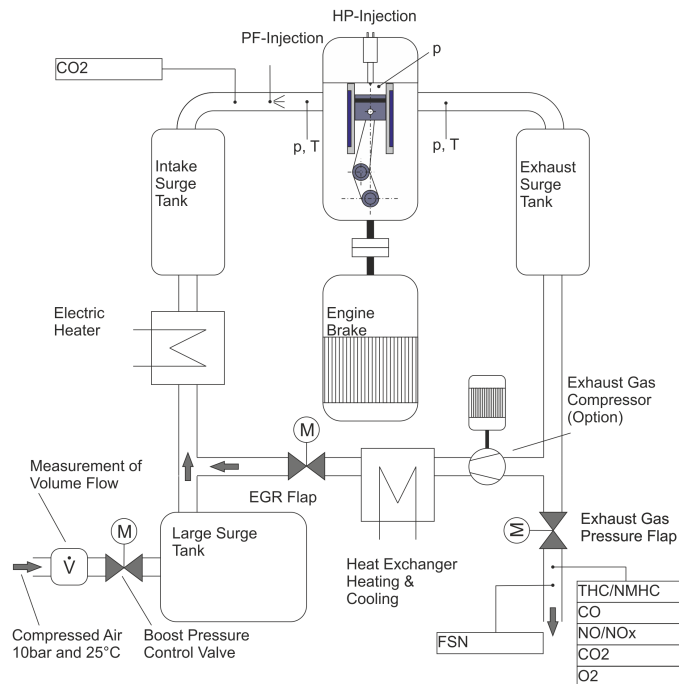 HP-Injection
PF-Injection
p
CO2
p, T
p, T
Intake
Surge
Tank
Exhaust
Surge
Tank
Electric
Heater
Engine
Brake
Exhaust Gas
Compressor
(Option)
M
Measurement of
Volume Flow
EGR Flap
M
Large Surge
Tank
M
Exhaust Gas
Pressure Flap
V̇
Heat Exchanger
Heating &
Cooling
Compressed Air
10bar and 25°C
Boost Pressure
Control Valve
FSN
THC/NMHC
CO
NO/NOx
CO2
O2